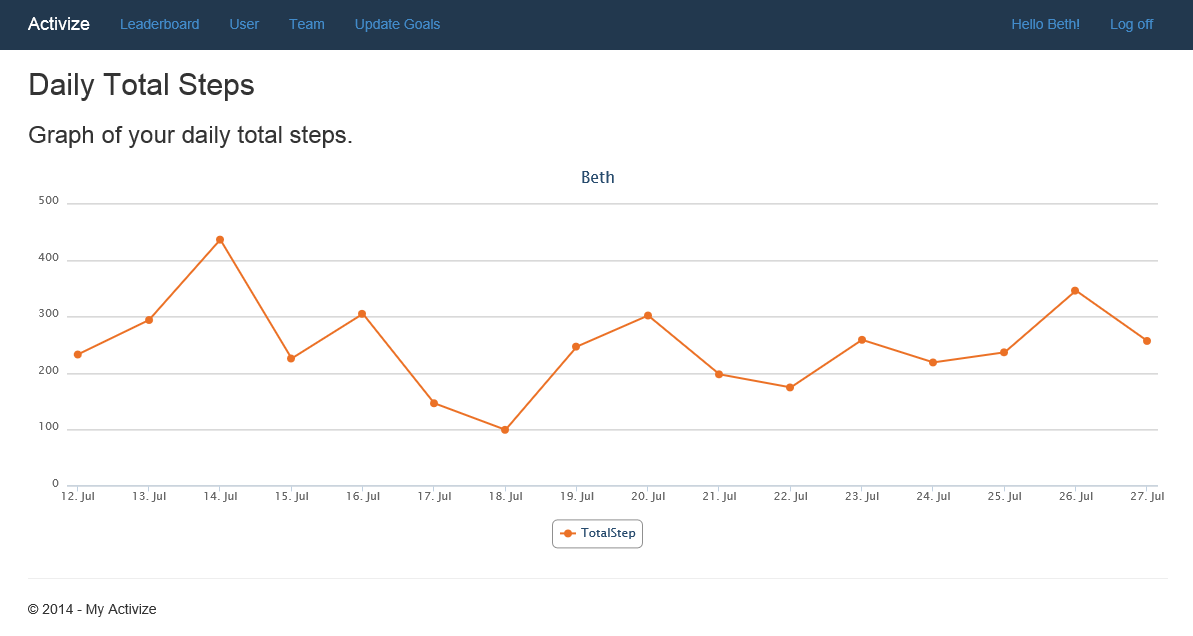 Activize Leaderboard User Team Update Goals Hello Beth! Log off
Daily Total Steps
Graph of your daily total steps.
Beth
500
400
300
200
100
0
12. Jul 13. Jul 14. Jul 15. Jul 16. Jul 17. Jul 18. Jul 19. Jul 20. Jul 21. Jul 22. Jul 23. Jul 24. Jul 25. Jul 26. Jul 27. Jul
TotalStep
© 2014 - My Activize